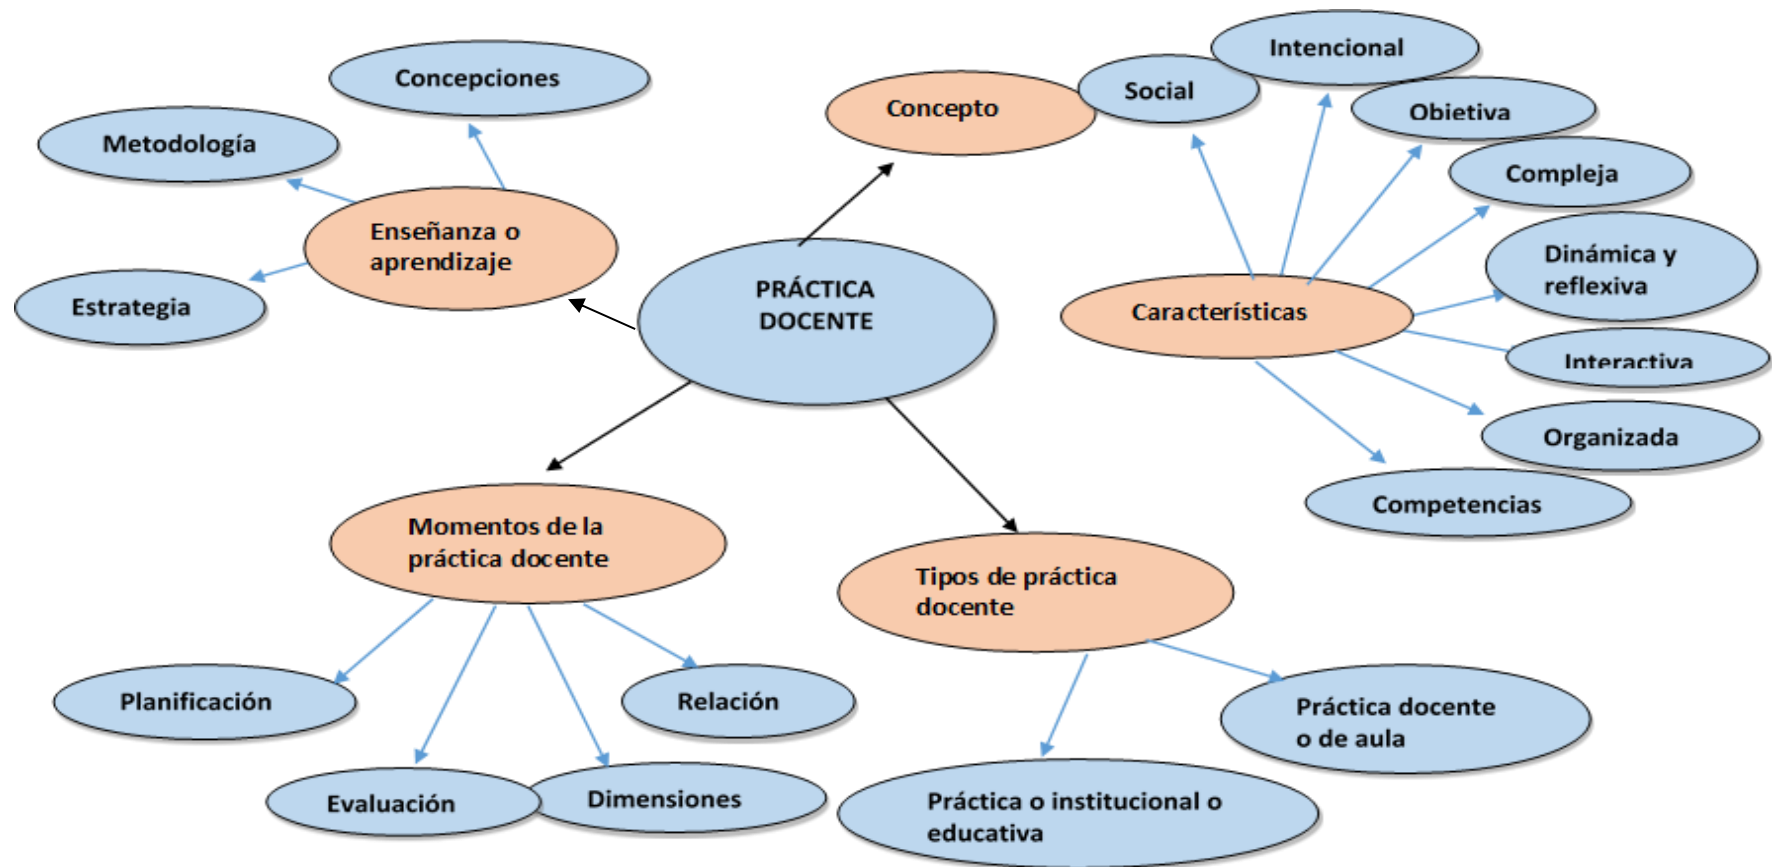 Concepciones
Metodología
Enseñanza o
aprendizaje
Estrategia
Concepto
Social
Intencional
Objetiva
Compleja
Dinámica y
reflexiva
Interactiva
Organizada
Competencias
Características
PRÁCTICA
DOCENTE
Momentos de la
práctica docente
Planificación
Evaluación
Dimensiones
Relación
Tipos de práctica
docente
Práctica docente
o de aula
Práctica o institucional o
educativa